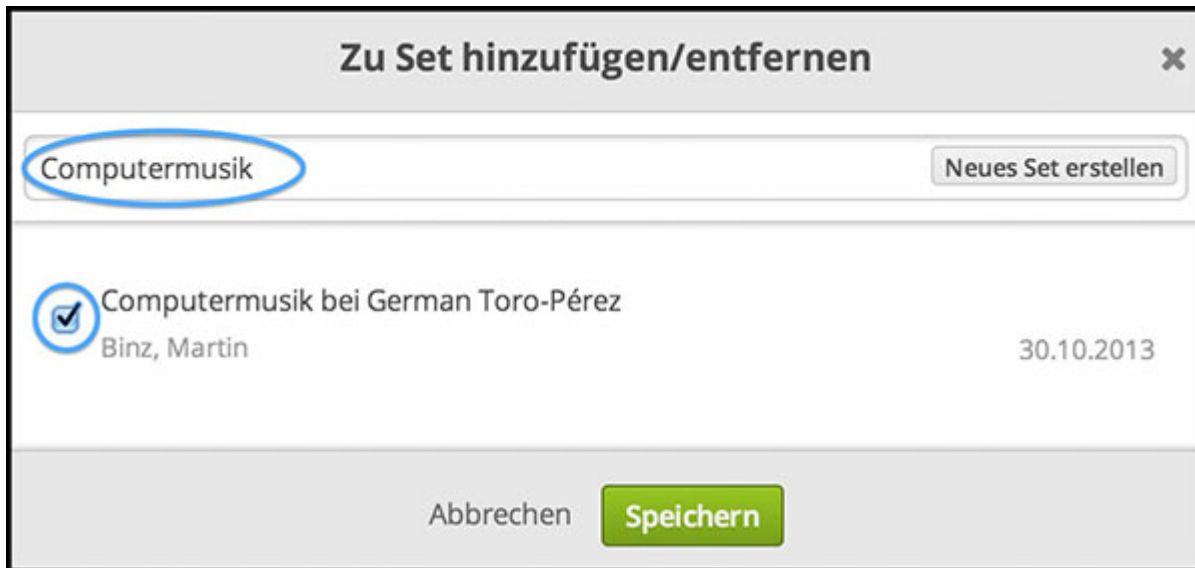 Zu Set hinzufügen/entfernen
Computermusik
Neues Set erstellen
Computermusik bei German Toro-Pérez
Binz, Martin
30.10.2013
Abbrechen
Speichern